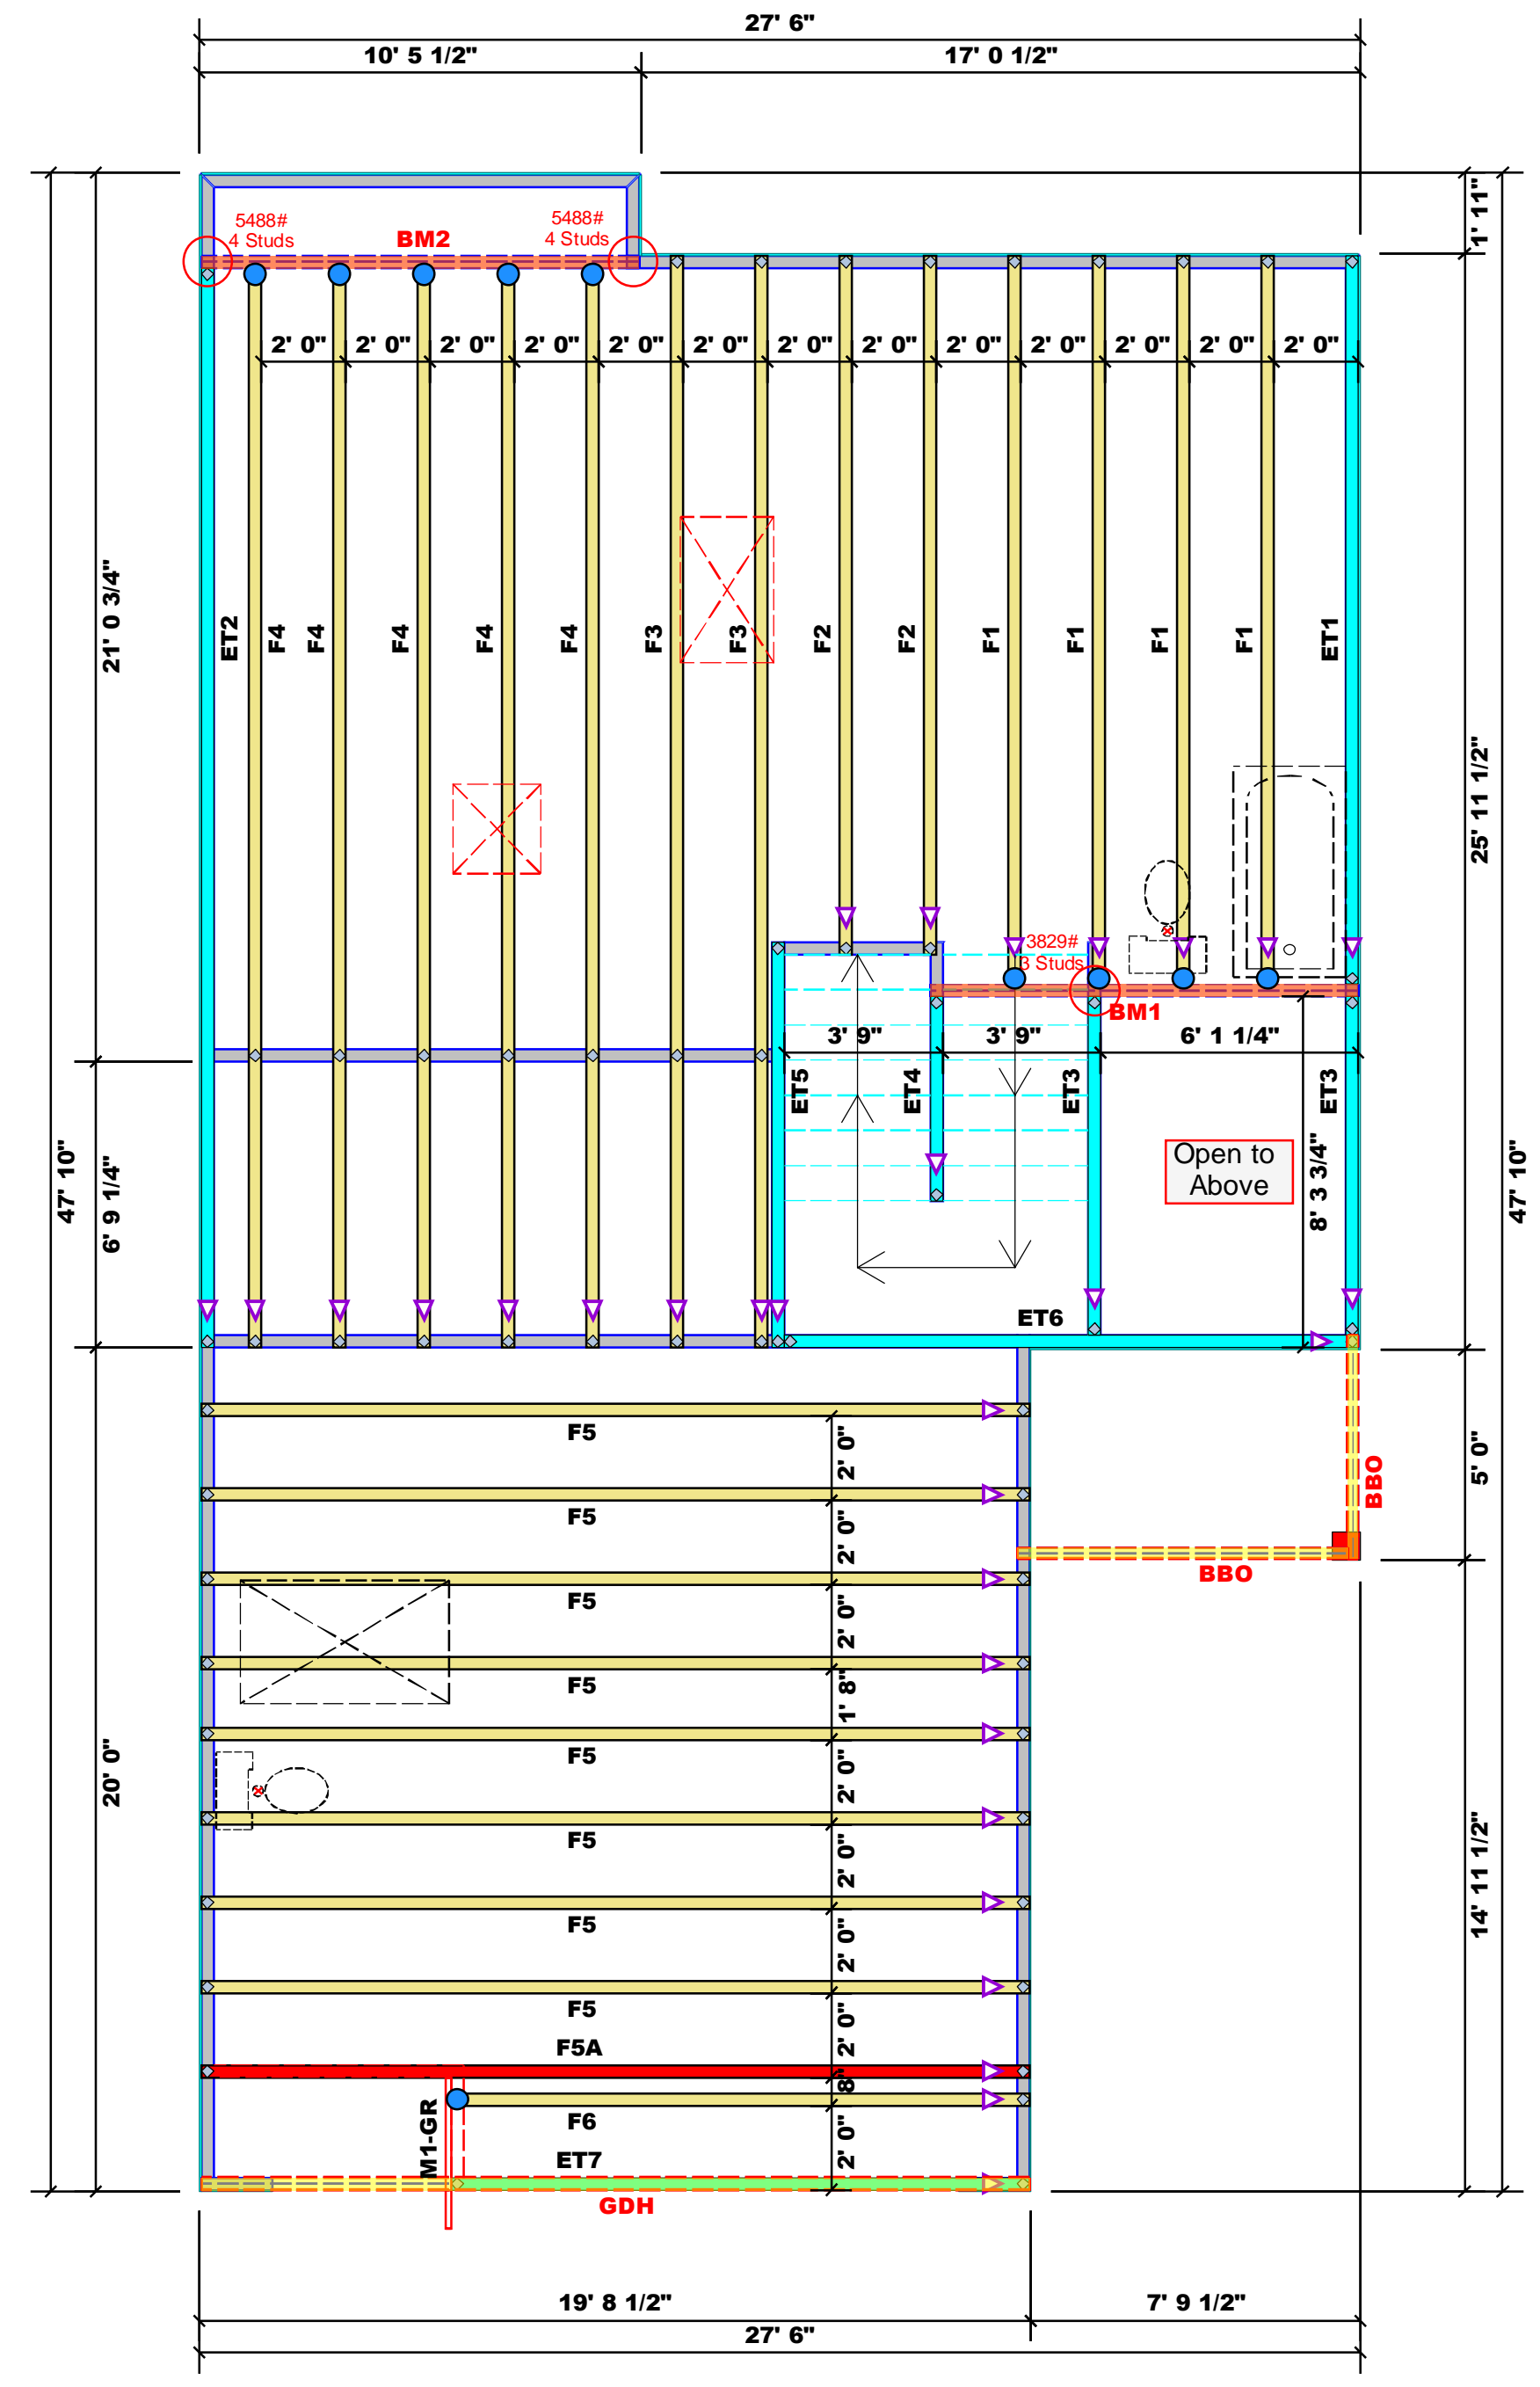 27' 6"
10' 5 1/2"
17' 0 1/2"
1' 11"
5488#
4 Studs
BM2
5488#
4 Studs
2' 0"
2' 0"
2' 0"
2' 0"
2' 0"
2' 0"
2' 0"
2' 0"
2' 0"
2' 0"
2' 0"
2' 0"
2' 0"
21' 0 3/4"
ET2
F4
F4
F4
F4
F4
F3
F3
F2
F2
F1
F1
F1
F1
ET1
25' 11 1/2"
3829#
3 Studs
BM1
3' 9"
3' 9"
6' 1 1/4"
ET5
ET4
ET3
ET3
47' 10"
6' 9 1/4"
Open to
Above
8' 3 3/4"
47' 10"
ET6
F5
2' 0"
5' 0"
BBO
F5
2' 0"
BBO
F5
2' 0"
F5
1' 8"
F5
2' 0"
20' 0"
F5
2' 0"
14' 11 1/2"
F5
2' 0"
F5
2' 0"
F5A
8"
M1-GR
F6
2' 0"
ET7
GDH
19' 8 1/2"
7' 9 1/2"
27' 6"